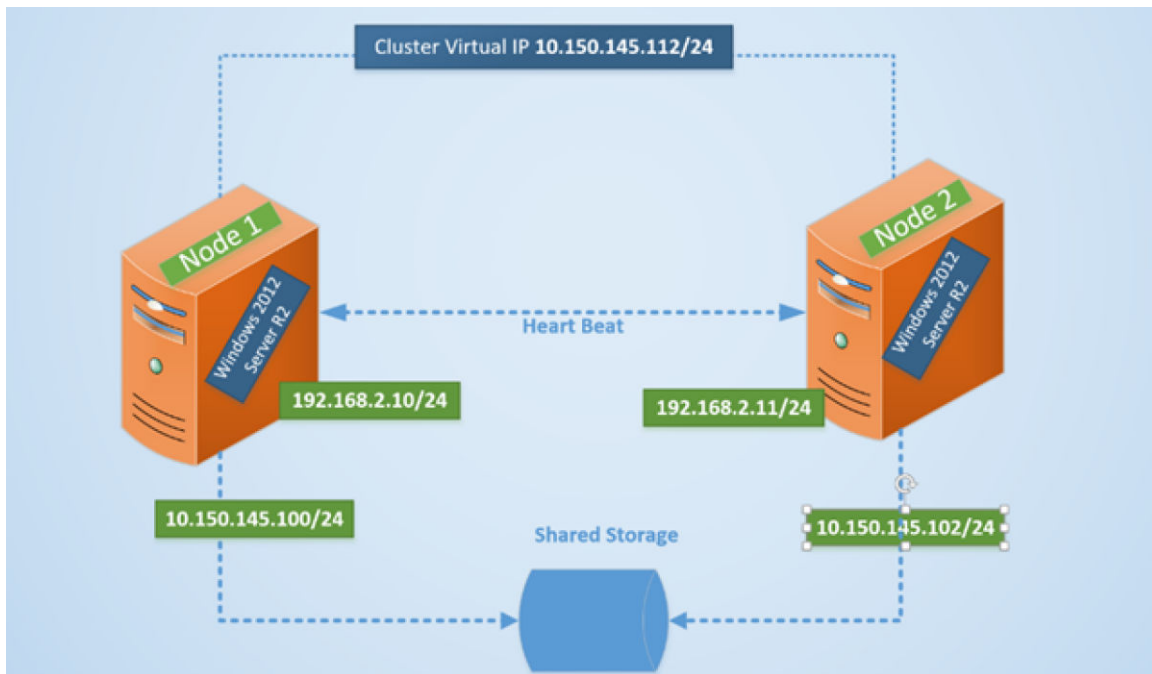 Cluster Virtual IP 10.150.145.112/24
Node 1
Windows 2012
Server R2
Node 2
Windows 2012
Server R2
Heart Beat
192.168.2.10/24
192.168.2.11/24
10.150.145.100/24
10.150.145.102/24
Shared Storage